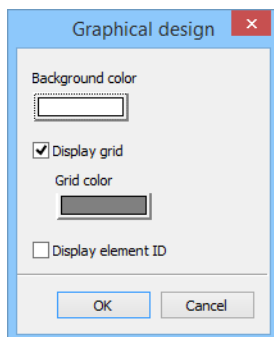 Graphical design
Background color
Display grid
Grid color
Display element ID
OK
Cancel